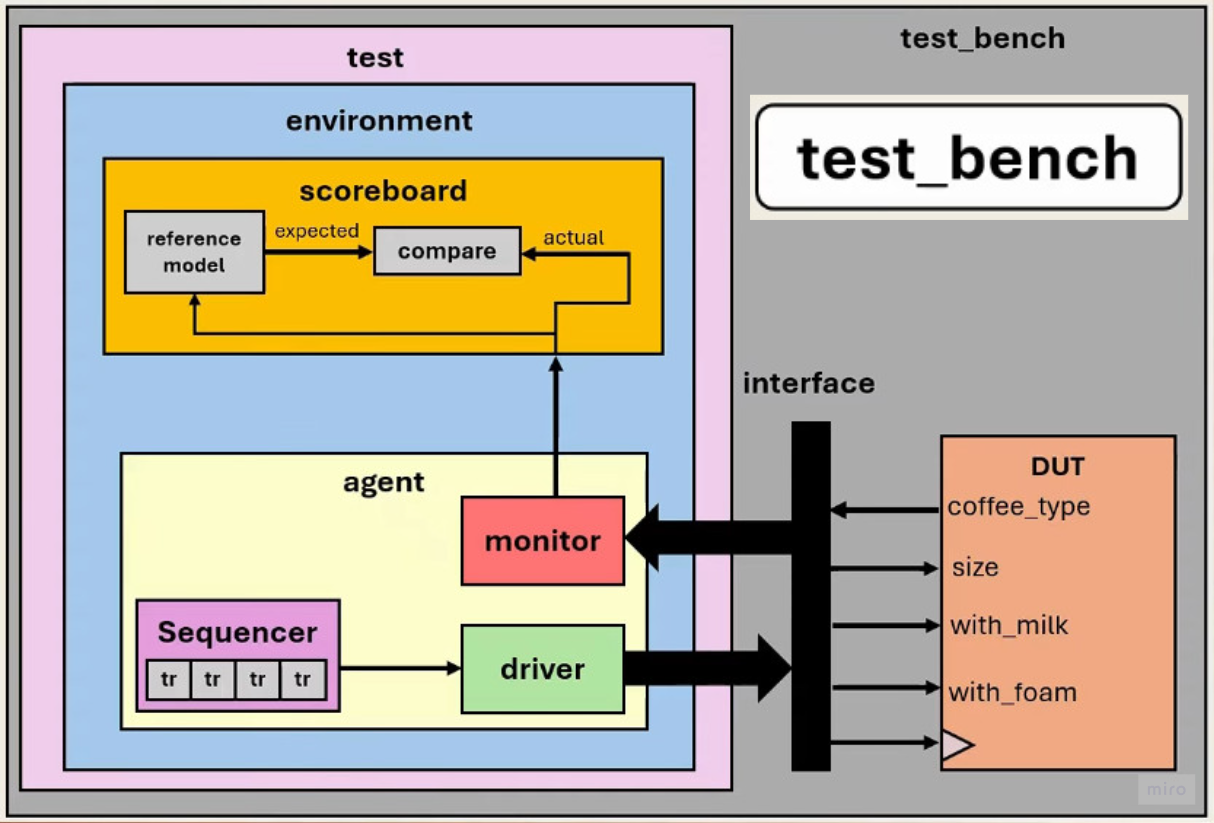 test_bench
test
test_bench
environment
scoreboard
reference
model
expected
compare
actual
interface
agent
monitor
Sequencer
tr tr tr tr
driver
DUT
coffee_type
size
with_milk
with_foam
miro